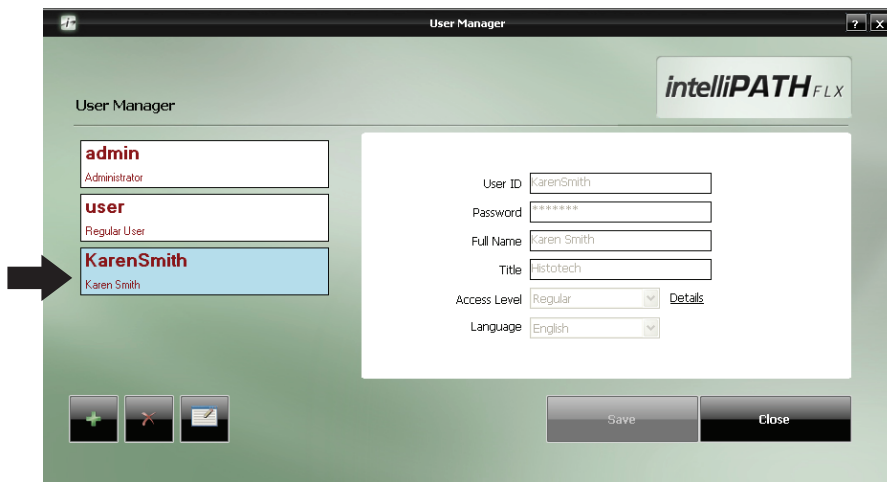 User Manager
? X
intelliPATH FLX
User Manager
admin
Administrator
user
Regular User
KarenSmith
Karen Smith
User ID KarenSmith
Password *******
Full Name Karen Smith
Title Histotech
Access Level Regular Details
Language English
Save Close